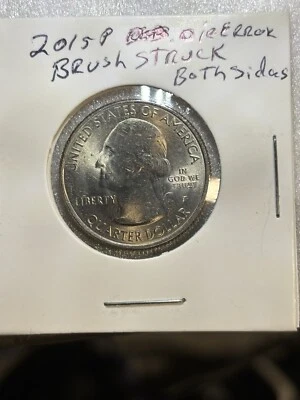 2015P DIE ERROR
BRUSH STRUCK
Both Sides
UNITED STATES OF AMERICA
IN
GOD WE
TRUST
LIBERTY
P
QUARTER DOLLAR